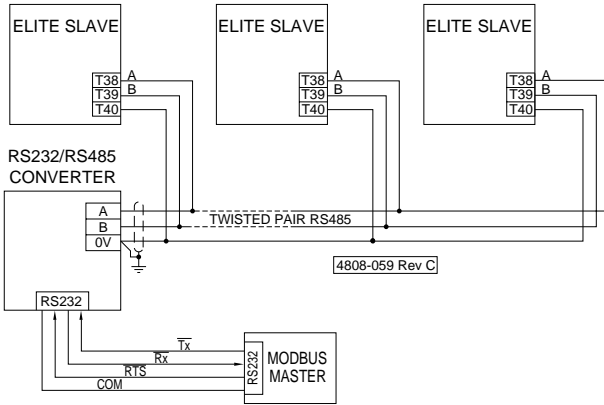 ELITE SLAVE ELITE SLAVE ELITE SLAVE
T38 A T38 A T38 A
T39 B T39 B T39 B
T40 T40 T40
RS232/RS485
CONVERTER
A
B TWISTED PAIR RS485
0V
4808-059 Rev C
RS232
Tx
Rx
RTS
COM
RS232
MODBUS
MASTER